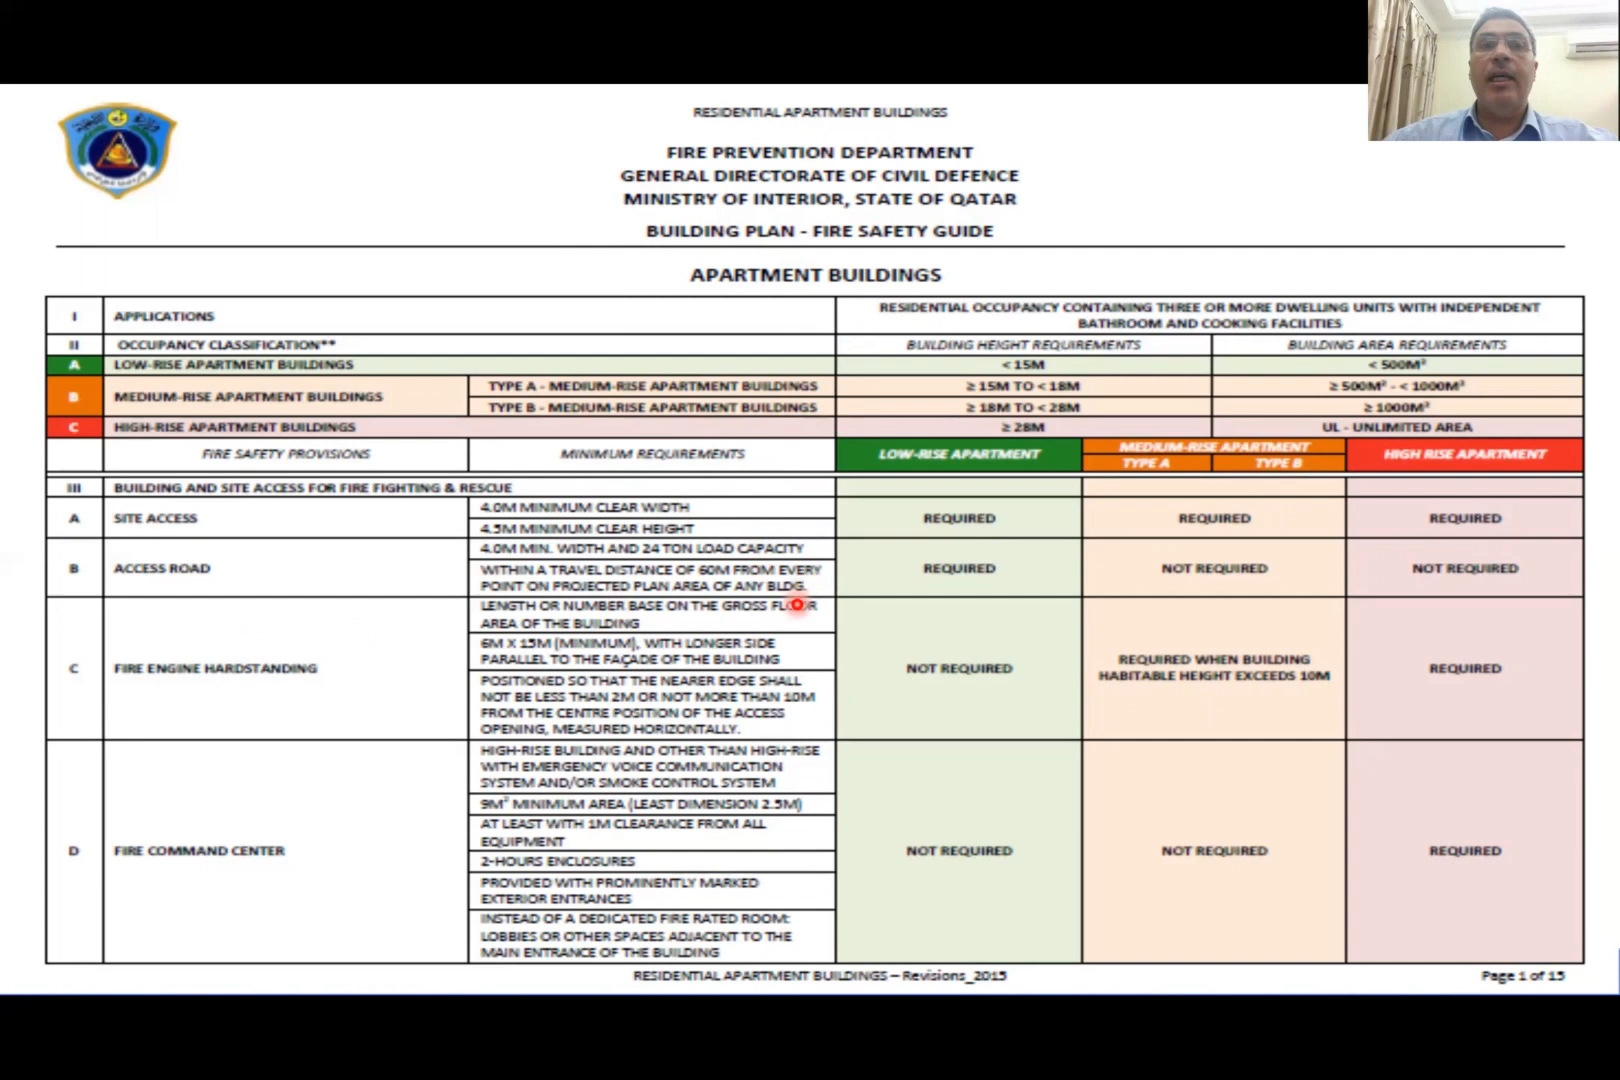 RESIDENTIAL APARTMENT BUILDINGS
FIRE PREVENTION DEPARTMENT
GENERAL DIRECTORATE OF CIVIL DEFENCE
MINISTRY OF INTERIOR, STATE OF QATAR
BUILDING PLAN - FIRE SAFETY GUIDE
APARTMENT BUILDINGS
I APPLICATIONS RESIDENTIAL OCCUPANCY CONTAINING THREE OR MORE DWELLING UNITS WITH INDEPENDENT
BATHROOM AND COOKING FACILITIES
II OCCUPANCY CLASSIFICATION** BUILDING HEIGHT REQUIREMENTS BUILDING AREA REQUIREMENTS
A LOW-RISE APARTMENT BUILDINGS < 15M < 500M²
B MEDIUM-RISE APARTMENT BUILDINGS TYPE A - MEDIUM-RISE APARTMENT BUILDINGS ≥ 15M TO < 18M ≥ 500M² - < 1000M²
TYPE B - MEDIUM-RISE APARTMENT BUILDINGS ≥ 18M TO < 28M ≥ 1000M²
C HIGH-RISE APARTMENT BUILDINGS ≥ 28M UL - UNLIMITED AREA
FIRE SAFETY PROVISIONS MINIMUM REQUIREMENTS LOW-RISE APARTMENT MEDIUM-RISE APARTMENT HIGH RISE APARTMENT
TYPE A TYPE B
III BUILDING AND SITE ACCESS FOR FIRE FIGHTING & RESCUE
A SITE ACCESS 4.0M MINIMUM CLEAR WIDTH REQUIRED REQUIRED REQUIRED
4.5M MINIMUM CLEAR HEIGHT
B ACCESS ROAD 4.0M MIN. WIDTH AND 24 TON LOAD CAPACITY REQUIRED NOT REQUIRED NOT REQUIRED
WITHIN A TRAVEL DISTANCE OF 60M FROM EVERY
POINT ON PROJECTED PLAN AREA OF ANY BLDG.
C FIRE ENGINE HARDSTANDING LENGTH OR NUMBER BASE ON THE GROSS FLOOR
AREA OF THE BUILDING
6M X 15M (MINIMUM), WITH LONGER SIDE
PARALLEL TO THE FAÇADE OF THE BUILDING
NOT REQUIRED REQUIRED WHEN BUILDING
HABITABLE HEIGHT EXCEEDS 10M REQUIRED
POSITIONED SO THAT THE NEARER EDGE SHALL
NOT BE LESS THAN 2M OR NOT MORE THAN 10M
FROM THE CENTRE POSITION OF THE ACCESS
OPENING, MEASURED HORIZONTALLY.
D FIRE COMMAND CENTER HIGH-RISE BUILDING AND OTHER THAN HIGH-RISE
WITH EMERGENCY VOICE COMMUNICATION
SYSTEM AND/OR SMOKE CONTROL SYSTEM
9M² MINIMUM AREA (LEAST DIMENSION 2.5M)
AT LEAST WITH 1M CLEARANCE FROM ALL
EQUIPMENT
NOT REQUIRED NOT REQUIRED REQUIRED
2-HOURS ENCLOSURES
PROVIDED WITH PROMINENTLY MARKED
EXTERIOR ENTRANCES
INSTEAD OF A DEDICATED FIRE RATED ROOM:
LOBBIES OR OTHER SPACES ADJACENT TO THE
MAIN ENTRANCE OF THE BUILDING
RESIDENTIAL APARTMENT BUILDINGS – Revisions_2015 Page 1 of 15